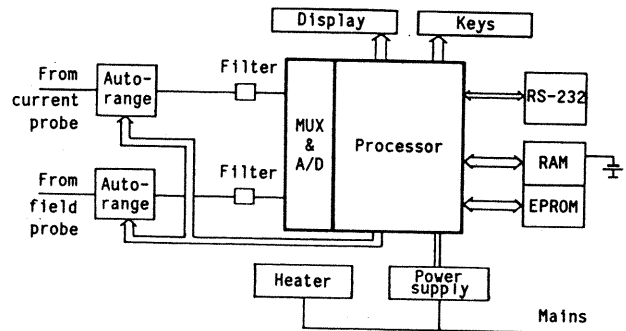 Display
Keys
From
current
probe
Auto-
range
Filter
MUX
&
A/D
Processor
RS-232
From
field
probe
Auto-
range
Filter
RAM
EPROM
Heater
Power
supply
Mains